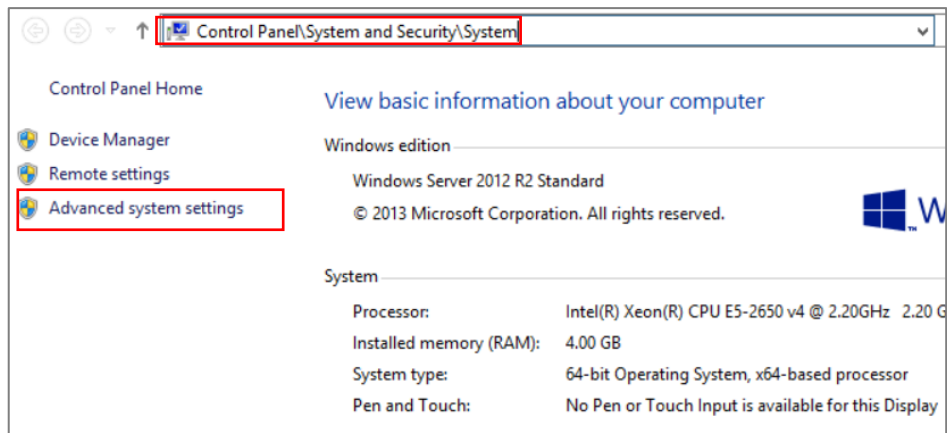 Control Panel\System and Security\System
Control Panel Home
Device Manager
Remote settings
Advanced system settings
View basic information about your computer
Windows edition
Windows Server 2012 R2 Standard
© 2013 Microsoft Corporation. All rights reserved.
W
System
Processor: Intel(R) Xeon(R) CPU E5-2650 v4 @ 2.20GHz 2.20 G
Installed memory (RAM): 4.00 GB
System type: 64-bit Operating System, x64-based processor
Pen and Touch: No Pen or Touch Input is available for this Display